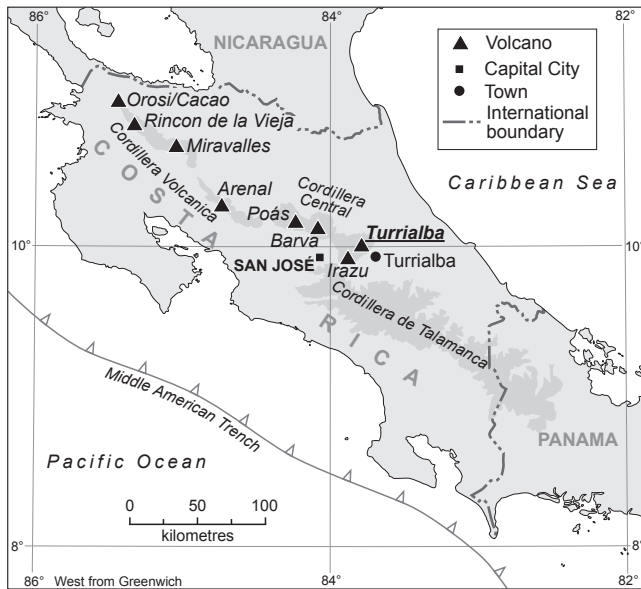 86°
84°
82°
NICARAGUA
Volcano
Capital City
Town
International
boundary
Orosi/Cacao
Rincon de la Vieja
Miravalles
Cordillera Volcanica
COSTA
Arenal
Cordillera
Central
Caribbean Sea
Poás
Barva
Turrialba
10°
10°
SAN JOSÉ
Irazu
Turrialba
Cordillera de Talamanca
RICA
Middle American Trench
PANAMA
Pacific Ocean
0 50 100
kilometres
8°
8°
86°
West from Greenwich
84°
82°